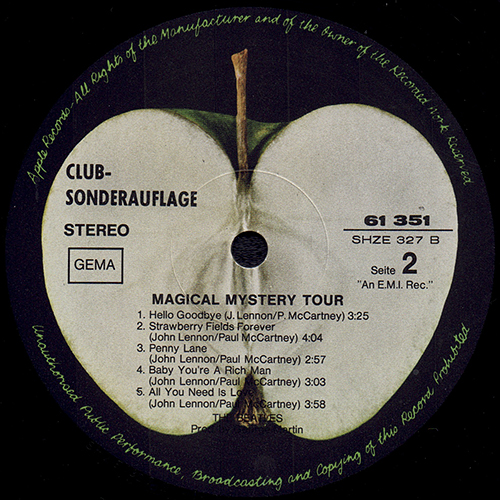 Apple Records-All Rights of the Manufacturer and of the Owner of the Recorded Work Reserved
CLUB-
SONDERAUFLAGE
STEREO
GEMA
61 351
SHZE 327 B
Seite 2
"An E.M.I. Rec."
MAGICAL MYSTERY TOUR
1. Hello Goodbye (J. Lennon/P. McCartney) 3:25
2. Strawberry Fields Forever
(John Lennon/Paul McCartney) 4:04
3. Penny Lane
(John Lennon/Paul McCartney) 2:57
4. Baby You're A Rich Man
(John Lennon/Paul McCartney) 3:03
5. All You Need Is Love
(John Lennon/Paul McCartney) 3:58
THE BEATLES
Unauthorised Public Performance, Broadcasting and Copying of this Record Prohibited